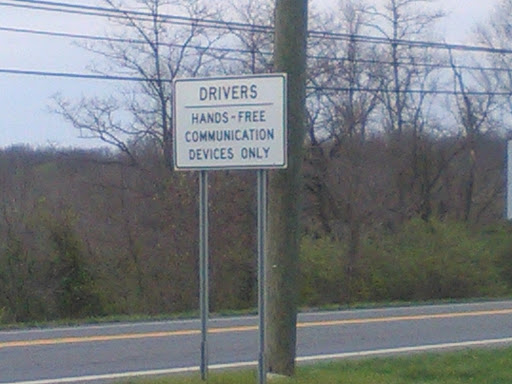 DRIVERS
HANDS-FREE
COMMUNICATION
DEVICES ONLY